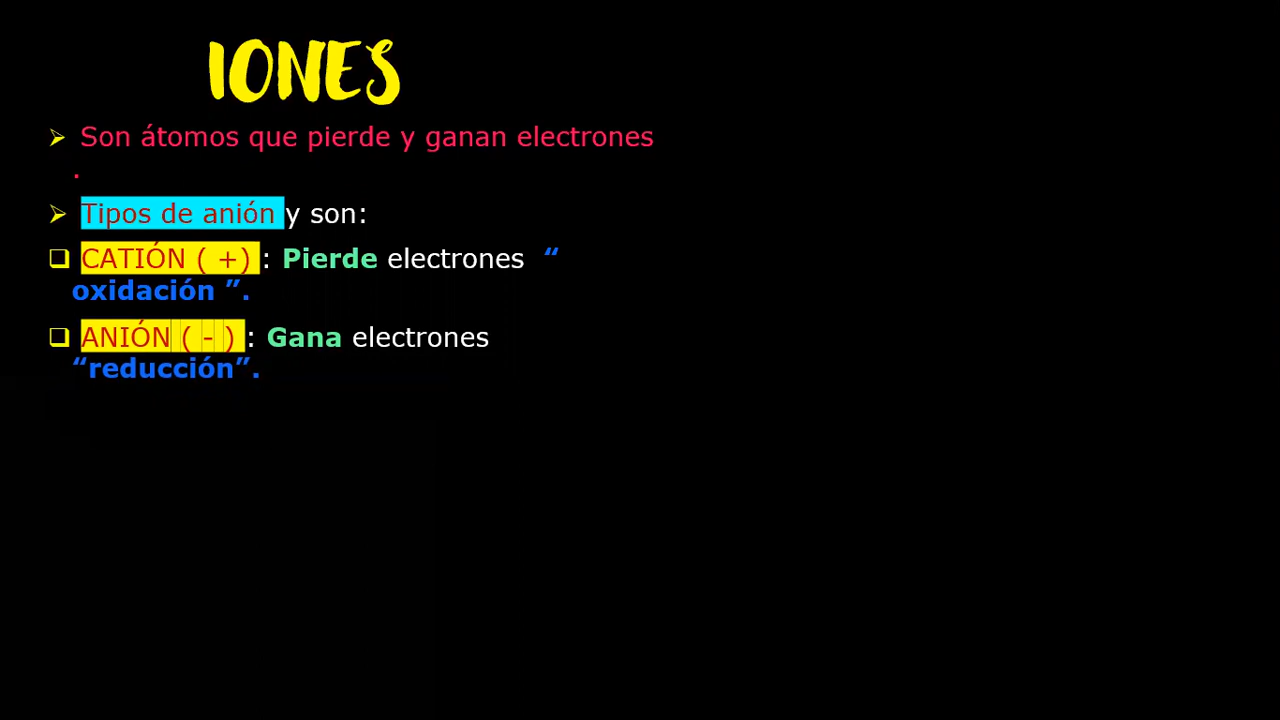 IONES
➢ Son átomos que pierde y ganan electrones
.
➢ Tipos de anión y son:
❑ CATIÓN ( +) : Pierde electrones “
oxidación ”.
❑ ANIÓN ( - ) : Gana electrones
“reducción”.